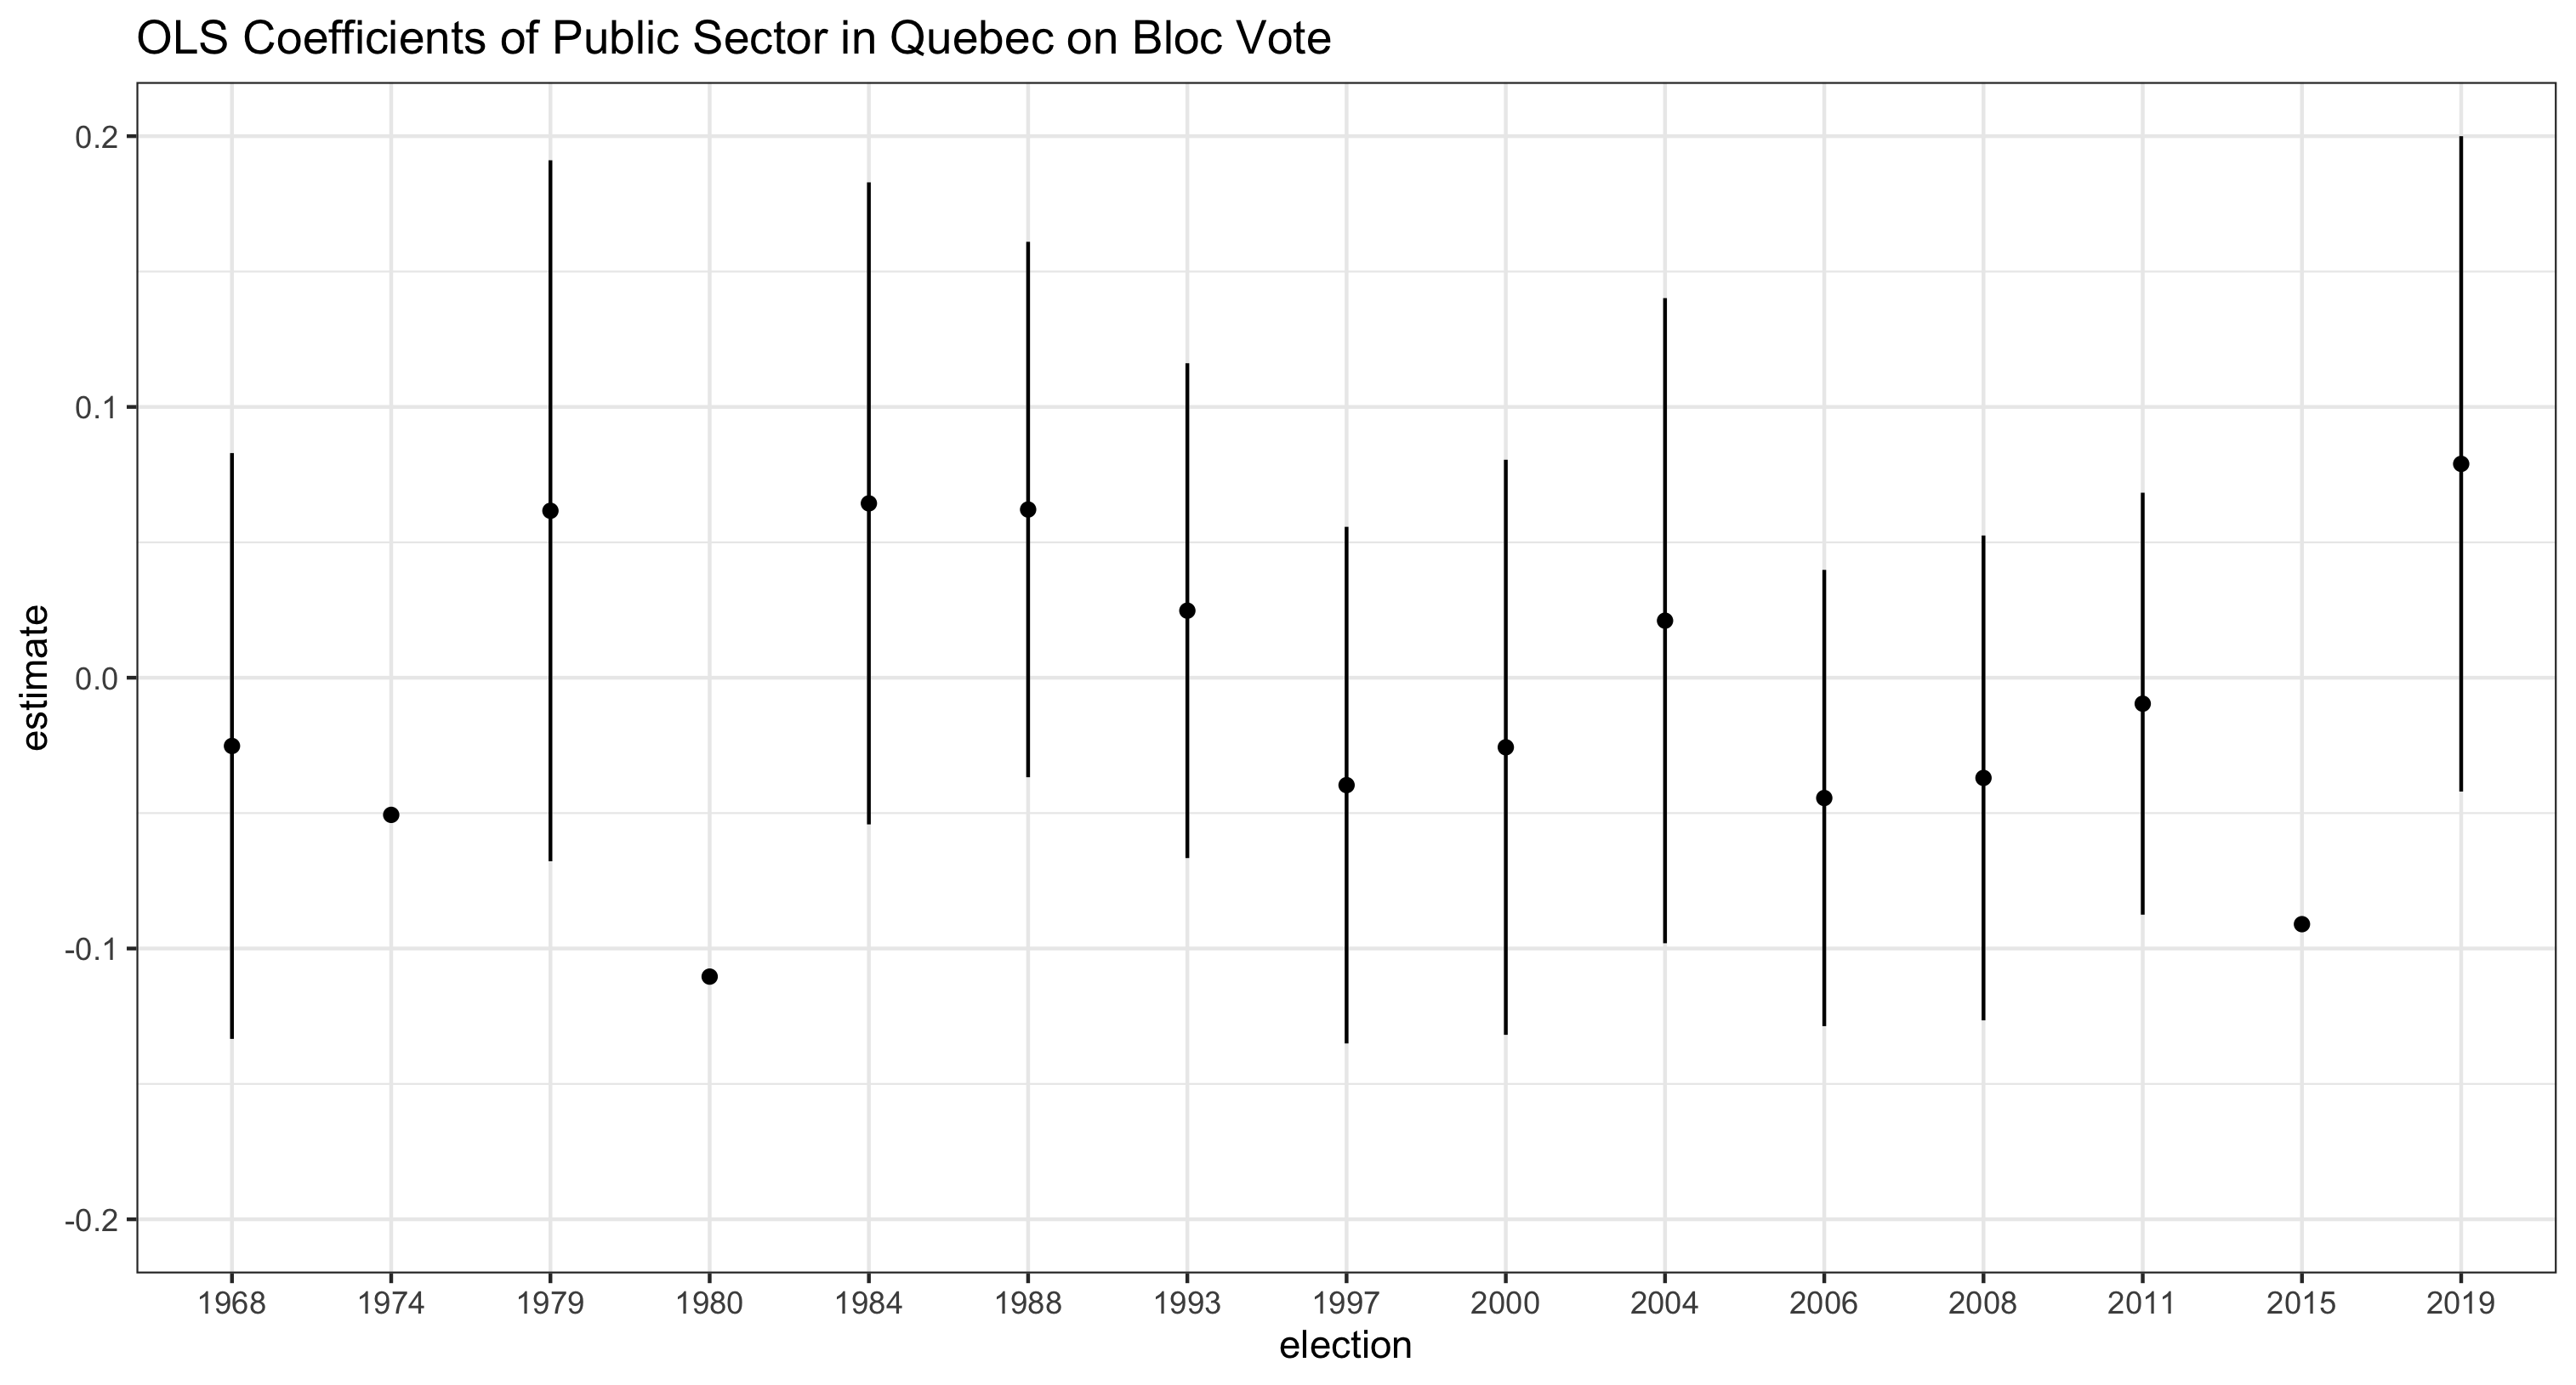 OLS Coefficients of Public Sector in Quebec on Bloc Vote
estimate
0.2
0.1
0.0
-0.1
-0.2
1968 1974 1979 1980 1984 1988 1993 1997 2000 2004 2006 2008 2011 2015 2019
election